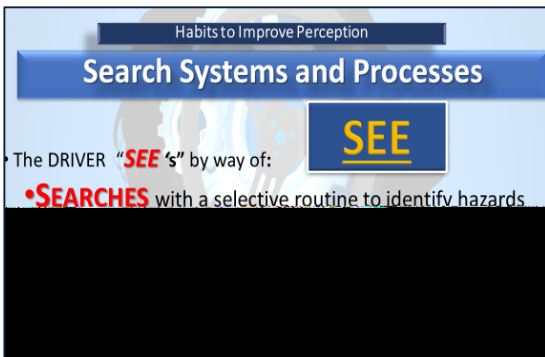 Habits to Improve Perception
Search Systems and Processes
SEE
• The DRIVER “SEE ‘s” by way of:
•SEARCHES with a selective routine to identify hazards